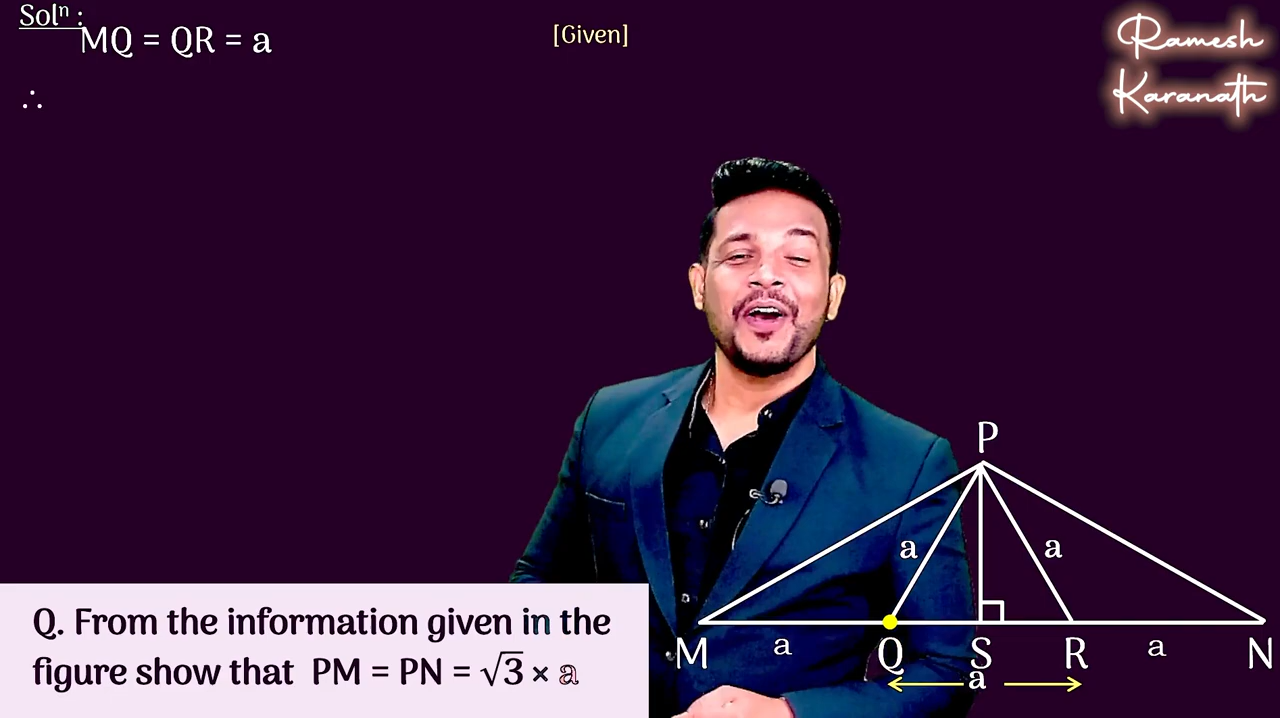 Solⁿ :
MQ = QR = a [Given]
∴
Ramesh
Karanath
P
a a
M a Q S R a N
a
Q. From the information given in the
figure show that PM = PN = √3 × a